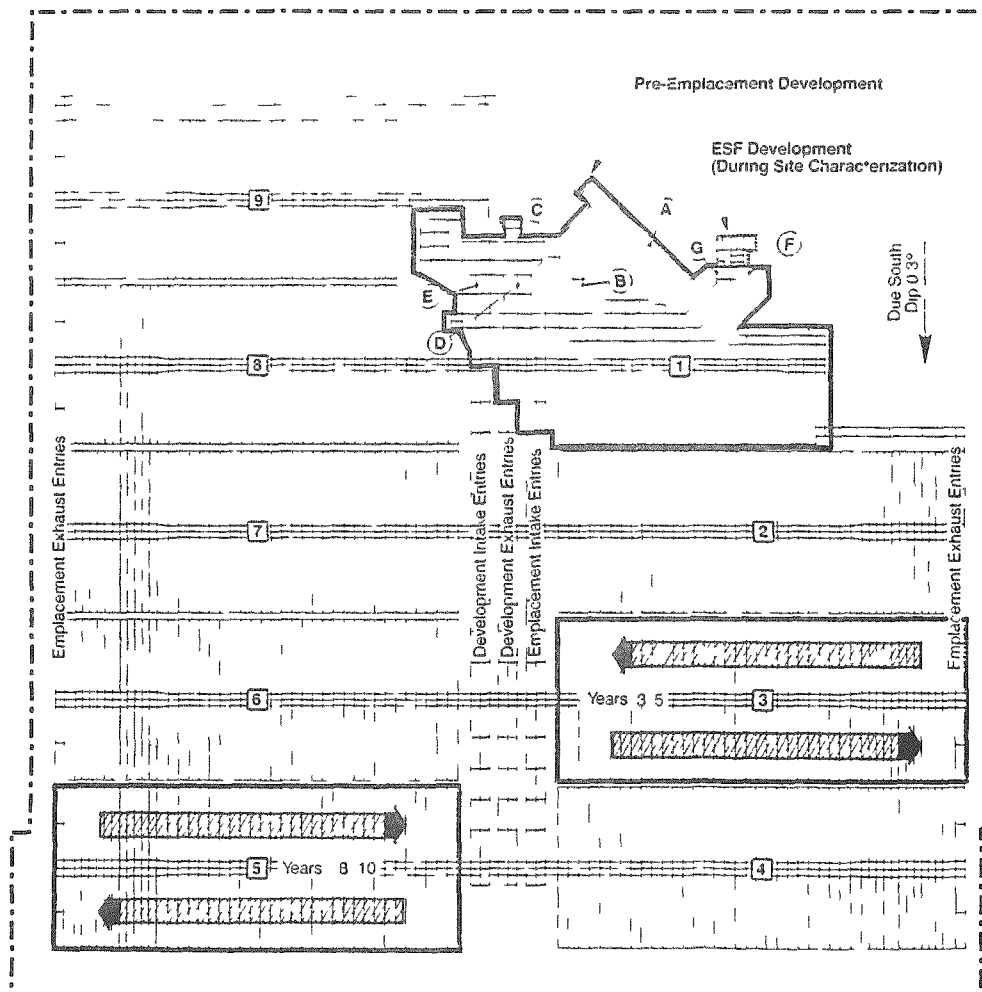 Pre-Emplacement Development
ESF Development
(During Site Characterization)
9
C
A
G
F
B
E
D
Due South
Dip 0 3°
8
1
Emplacement Exhaust Entries
Development Intake Entries
Development Exhaust Entries
Emplacement Intake Entries
Emplacement Exhaust Entries
7
2
6
Years 3 5
3
5
Years 8 10
4